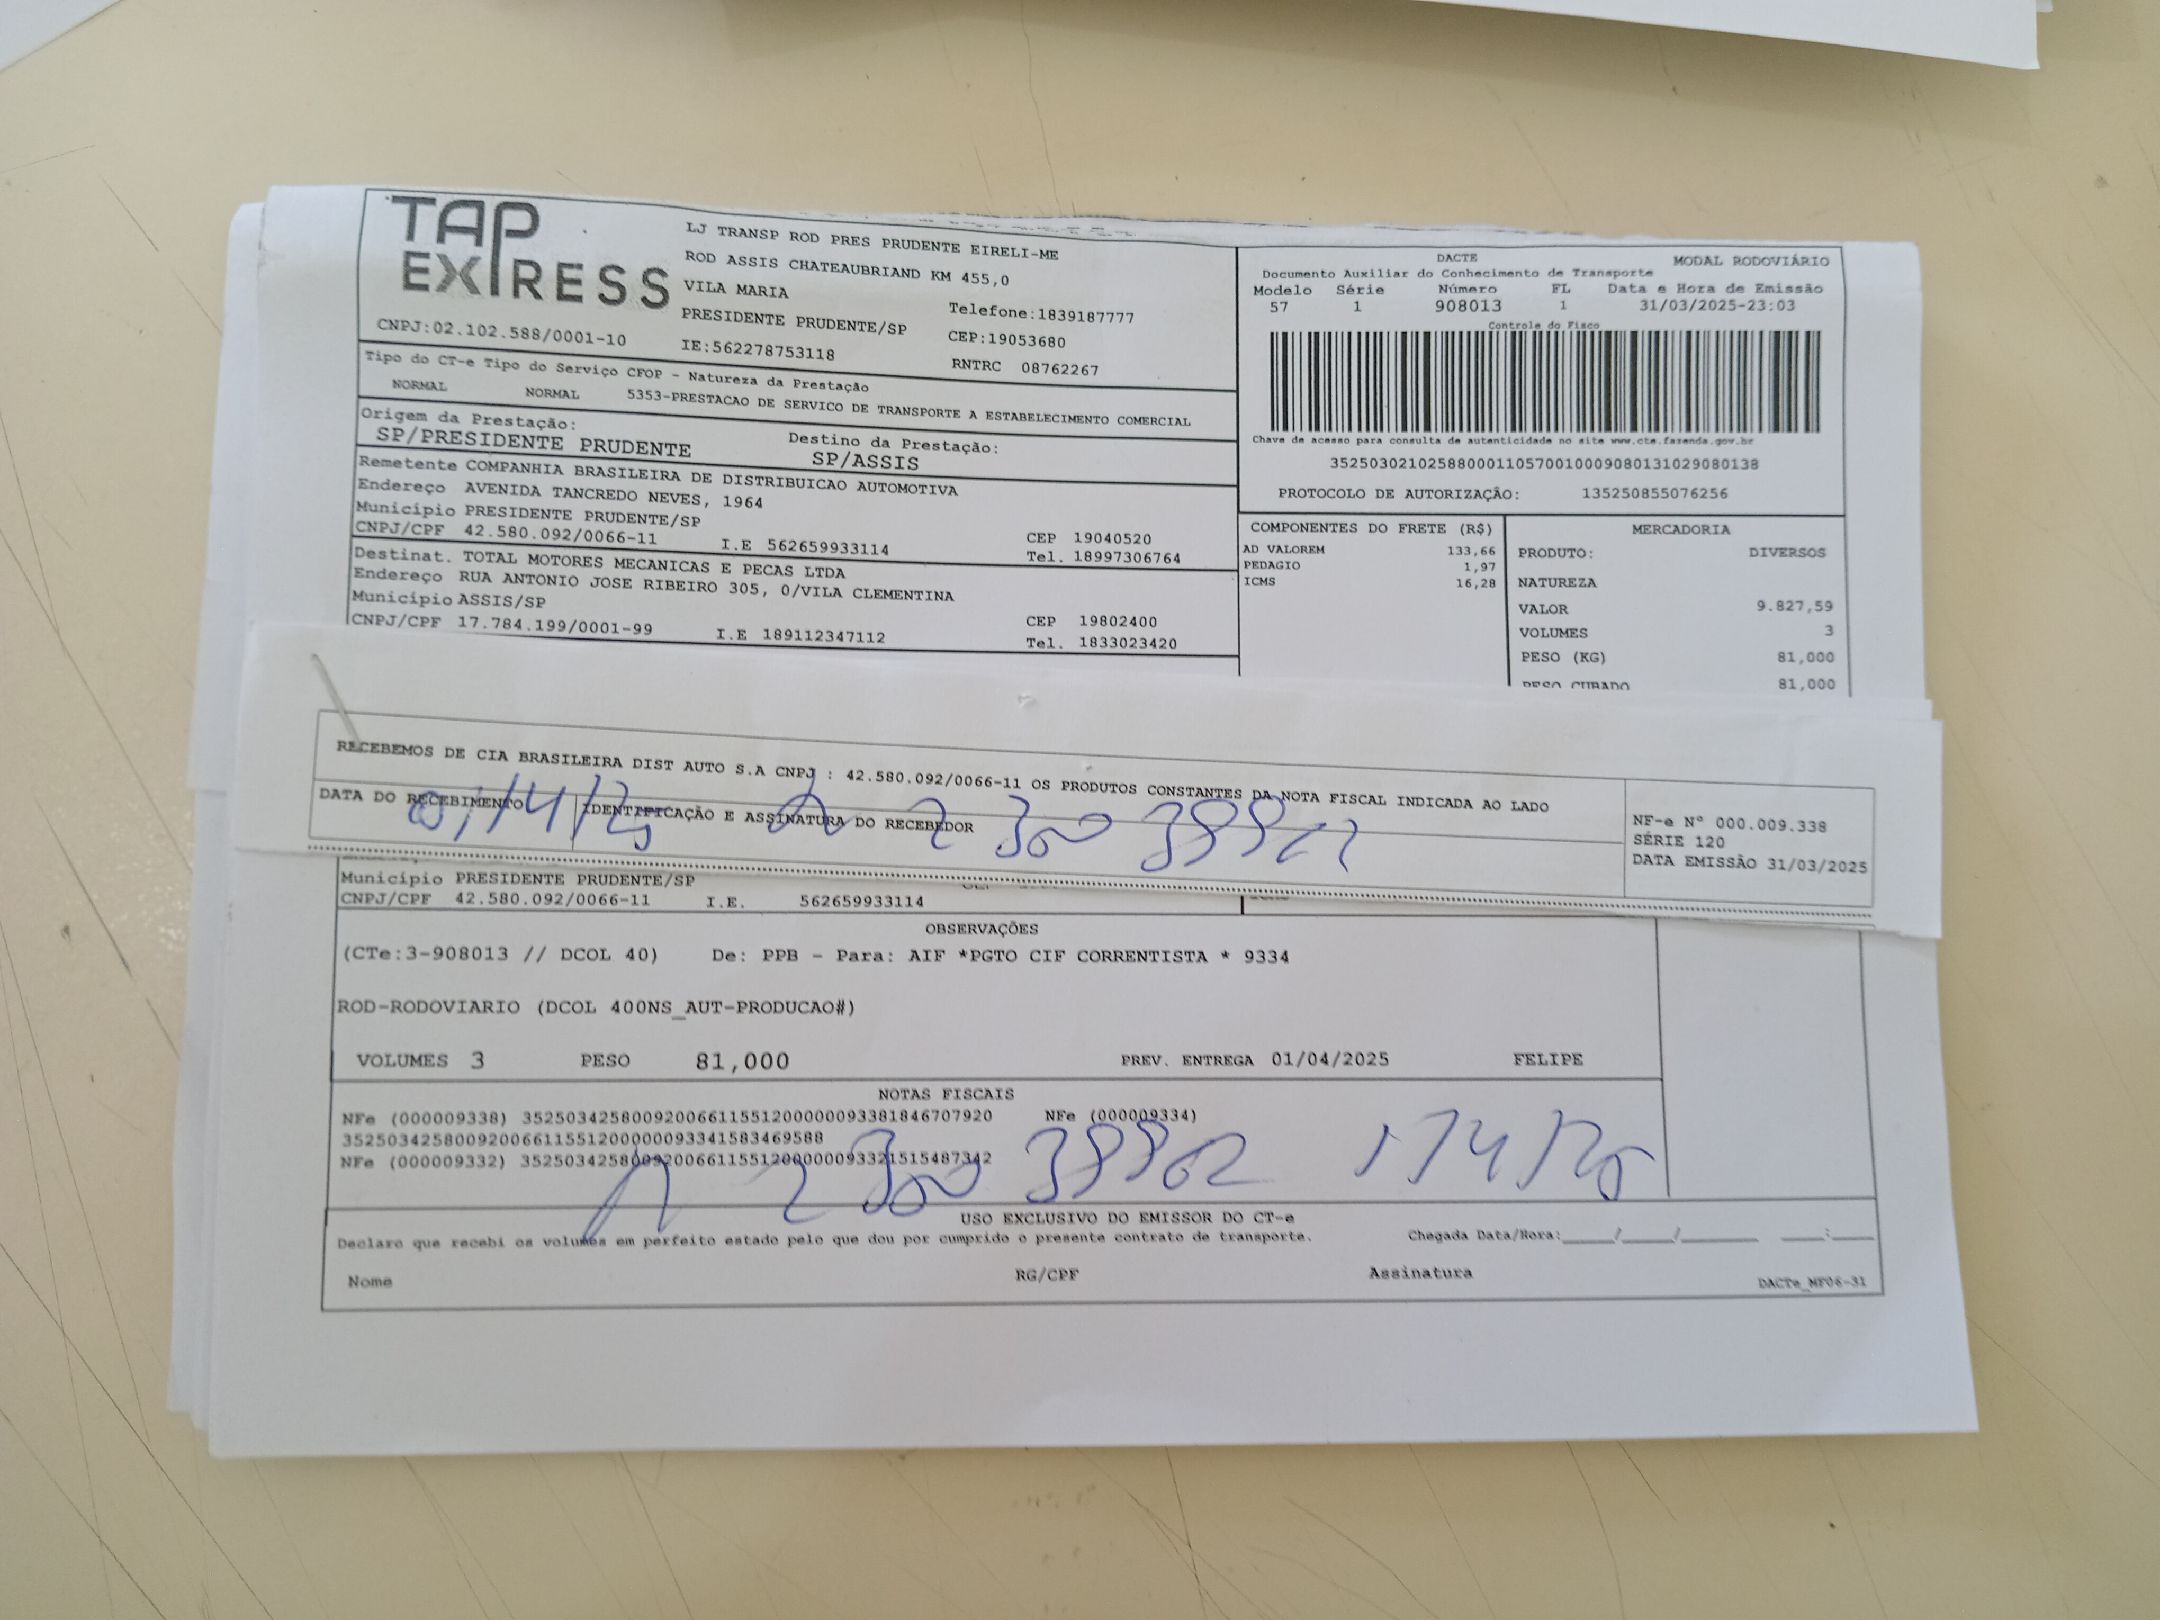 TAP
EXPRESS
LJ TRANSP ROD PRES PRUDENTE EIRELI-ME
ROD ASSIS CHATEAUBRIAND KM 455,0
VILA MARIA
PRESIDENTE PRUDENTE/SP Telefone:1839187777
CNPJ:02.102.588/0001-10 IE:562278753118 CEP:19053680
RNTRC 08762267
Tipo do CT-e Tipo do Serviço CFOP - Natureza da Prestação
NORMAL NORMAL 5353-PRESTACAO DE SERVICO DE TRANSPORTE A ESTABELECIMENTO COMERCIAL
Origem da Prestação: Destino da Prestação:
SP/PRESIDENTE PRUDENTE SP/ASSIS
Remetente COMPANHIA BRASILEIRA DE DISTRIBUICAO AUTOMOTIVA
Endereço AVENIDA TANCREDO NEVES, 1964
Município PRESIDENTE PRUDENTE/SP CEP 19040520
CNPJ/CPF 42.580.092/0066-11 I.E 562659933114 Tel. 18997306764
Destinat. TOTAL MOTORES MECANICAS E PECAS LTDA
Endereço RUA ANTONIO JOSE RIBEIRO 305, 0/VILA CLEMENTINA
Município ASSIS/SP CEP 19802400
CNPJ/CPF 17.784.199/0001-99 I.E 189112347112 Tel. 1833023420
DACTE MODAL RODOVIÁRIO
Documento Auxiliar do Conhecimento de Transporte
Modelo Série Número FL Data e Hora de Emissão
57 1 908013 1 31/03/2025-23:03
Controle do Fisco
Chave de acesso para consulta de autenticidade no site www.cte.fazenda.gov.br
35250302102588000110570010009080131029080138
PROTOCOLO DE AUTORIZAÇÃO: 135250855076256
COMPONENTES DO FRETE (R$)
AD VALOREM 133,66
PEDAGIO 1,97
ICMS 16,28
MERCADORIA
PRODUTO: DIVERSOS
NATUREZA
VALOR 9.827,59
VOLUMES 3
PESO (KG) 81,000
PESO CUBADO 81,000
RECEBEMOS DE CIA BRASILEIRA DIST AUTO S.A CNPJ : 42.580.092/0066-11 OS PRODUTOS CONSTANTES DA NOTA FISCAL INDICADA AO LADO
DATA DO RECEBIMENTO IDENTIFICAÇÃO E ASSINATURA DO RECEBEDOR
01/4/25
NF-e Nº 000.009.338
SÉRIE 120
DATA EMISSÃO 31/03/2025
Município PRESIDENTE PRUDENTE/SP
CNPJ/CPF 42.580.092/0066-11 I.E. 562659933114
OBSERVAÇÕES
(CTe:3-908013 // DCOL 40) De: PPB - Para: AIF *PGTO CIF CORRENTISTA * 9334
ROD-RODOVIARIO (DCOL 400NS_AUT-PRODUCAO#)
VOLUMES 3 PESO 81,000 PREV. ENTREGA 01/04/2025 FELIPE
NOTAS FISCAIS
NFe (000009338) 35250342580092006611551200000093381846707920 NFe (000009334)
35250342580092006611551200000093341583469588
NFe (000009332) 35250342580092006611551200000093321515487342
1/4/25
USO EXCLUSIVO DO EMISSOR DO CT-e
Declaro que recebi os volumes em perfeito estado pelo que dou por cumprido o presente contrato de transporte. Chegada Data/Hora:____/____/______ ____:____
Nome RG/CPF Assinatura DACTe_MF06-31